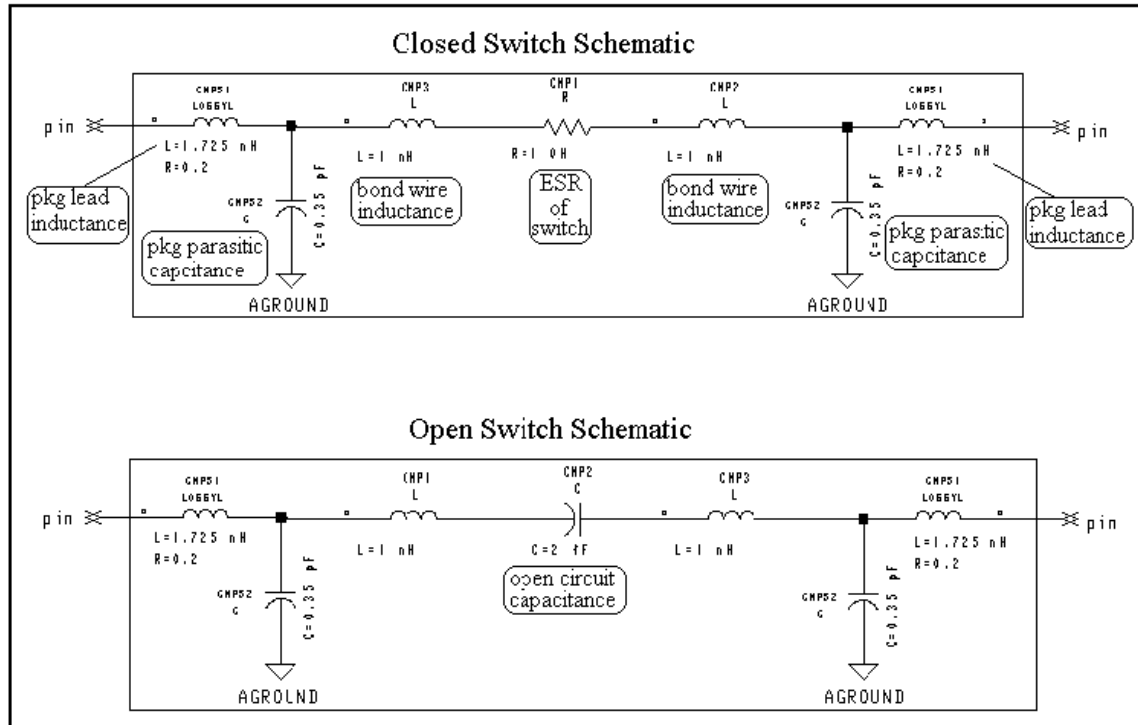 Closed Switch Schematic
CMPS1
LOSSYL
CMP3
L
CMP1
R
CMP2
L
CMPS1
LOSSYL
pin
pin
L=1.725 nH
R=0.2
L=1 nH
R=1 OH
L=1 nH
L=1.725 nH
R=0.2
pkg lead
inductance
CMPS2
C
C=0.35 pF
bond wire
inductance
ESR
of
switch
bond wire
inductance
CMPS2
C
C=0.35 pF
pkg lead
inductance
pkg parasitic
capcitance
pkg parastic
capcitance
AGROUND
AGROUND
Open Switch Schematic
CMPS1
LOSSYL
CMP1
L
CMP2
C
CMP3
L
CMPS1
LOSSYL
pin
pin
L=1.725 nH
R=0.2
L=1 nH
C=2 fF
L=1 nH
L=1.725 nH
R=0.2
CMPS2
C
C=0.35 pF
open circuit
capacitance
CMPS2
C
C=0.35 pF
AGROUND
AGROUND